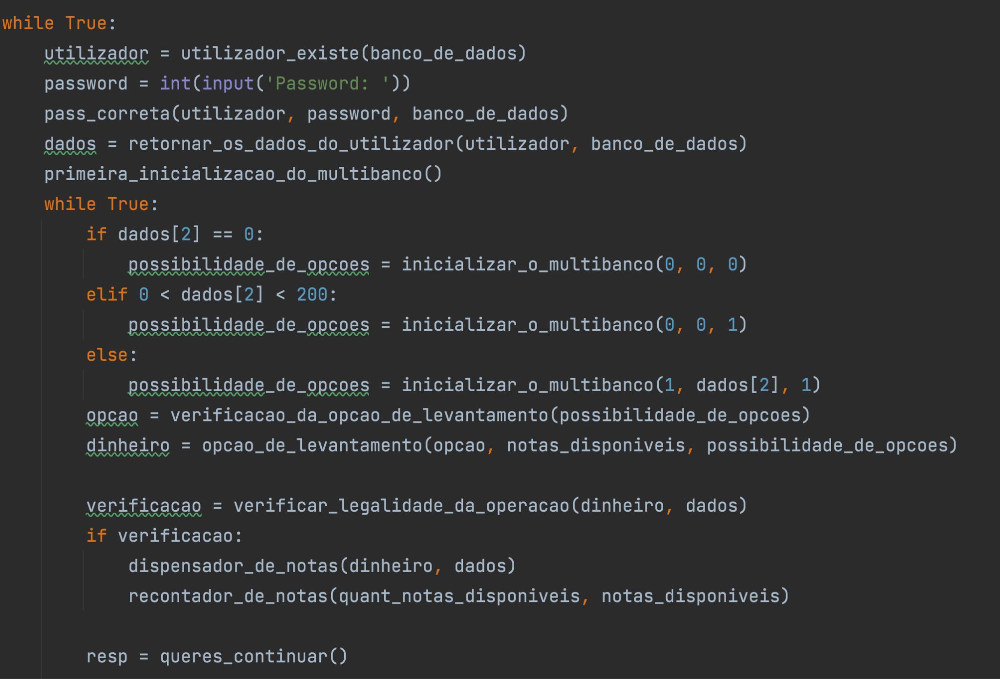 while True:
    utilizador = utilizador_existe(banco_de_dados)
    password = int(input('Password: '))
    pass_correta(utilizador, password, banco_de_dados)
    dados = retornar_os_dados_do_utilizador(utilizador, banco_de_dados)
    primeira_inicializacao_do_multibanco()
    while True:
        if dados[2] == 0:
            possibilidade_de_opcoes = inicializar_o_multibanco(0, 0, 0)
        elif 0 < dados[2] < 200:
            possibilidade_de_opcoes = inicializar_o_multibanco(0, 0, 1)
        else:
            possibilidade_de_opcoes = inicializar_o_multibanco(1, dados[2], 1)
        opcao = verificacao_da_opcao_de_levantamento(possibilidade_de_opcoes)
        dinheiro = opcao_de_levantamento(opcao, notas_disponiveis, possibilidade_de_opcoes)

        verificacao = verificar_legalidade_da_operacao(dinheiro, dados)
        if verificacao:
            dispensador_de_notas(dinheiro, dados)
            recontador_de_notas(quant_notas_disponiveis, notas_disponiveis)

        resp = queres_continuar()